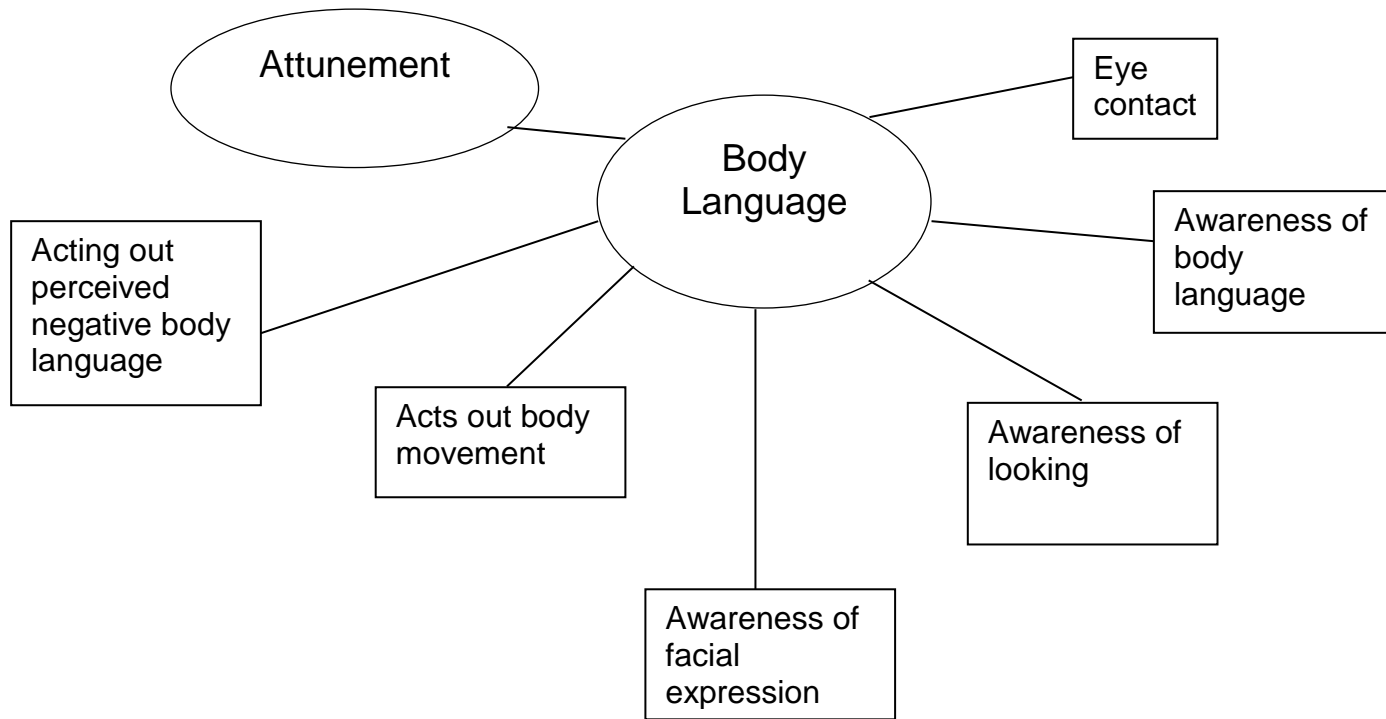 Attunement
Body
Language
Eye
contact
Awareness of
body
language
Acting out
perceived
negative body
language
Acts out body
movement
Awareness of
looking
Awareness of
facial
expression